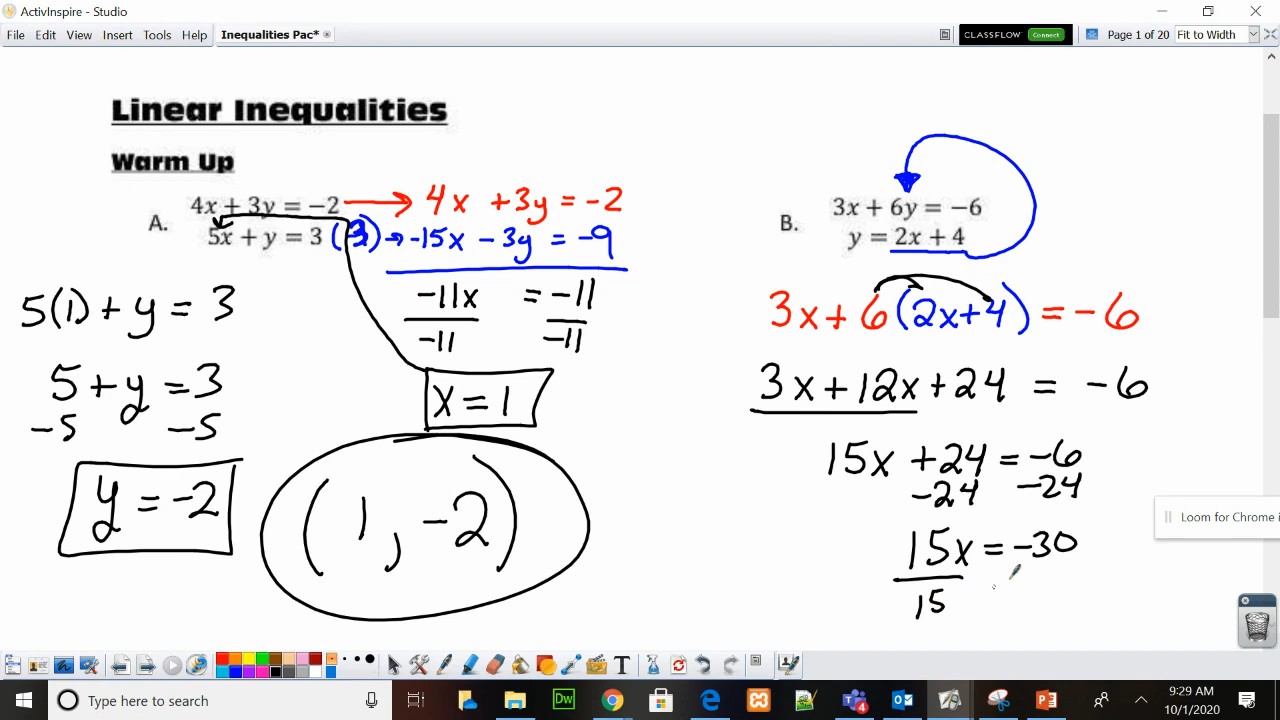 ActivInspire - Studio
File Edit View Insert Tools Help Inequalities Pac* CLASSFLOW Connect Page 1 of 20 Fit to Width
Linear Inequalities
Warm Up
A. 4x + 3y = −2
5x + y = 3
4x + 3y = -2
-15x - 3y = -9
-11x = -11
-11 -11
x = 1
5(1) + y = 3
5 + y = 3
-5 -5
y = -2
(1, -2)
B. 3x + 6y = −6
y = 2x + 4
3x + 6(2x+4) = -6
3x + 12x + 24 = -6
15x + 24 = -6
-24 -24
15x = -30
15
Loom for Chrome i
Type here to search
Dw
T
4
9:29 AM
10/1/2020